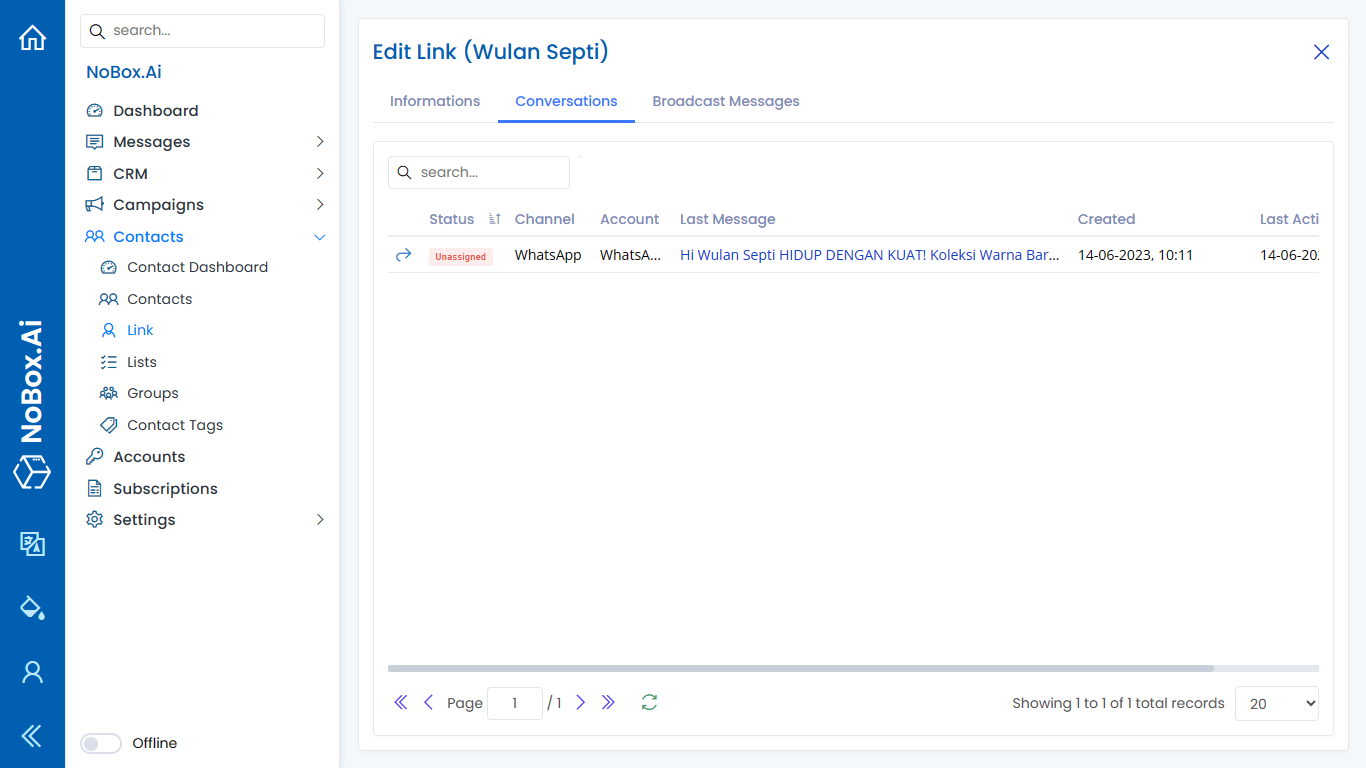 NoBox.Ai
search...
NoBox.Ai
Dashboard
Messages
CRM
Campaigns
Contacts
Contact Dashboard
Contacts
Link
Lists
Groups
Contact Tags
Accounts
Subscriptions
Settings
Offline
Edit Link (Wulan Septi)
Informations Conversations Broadcast Messages
search...
Status Channel Account Last Message Created Last Acti
Unassigned WhatsApp WhatsA... Hi Wulan Septi HIDUP DENGAN KUAT! Koleksi Warna Bar... 14-06-2023, 10:11 14-06-202
Page 1 / 1
Showing 1 to 1 of 1 total records 20